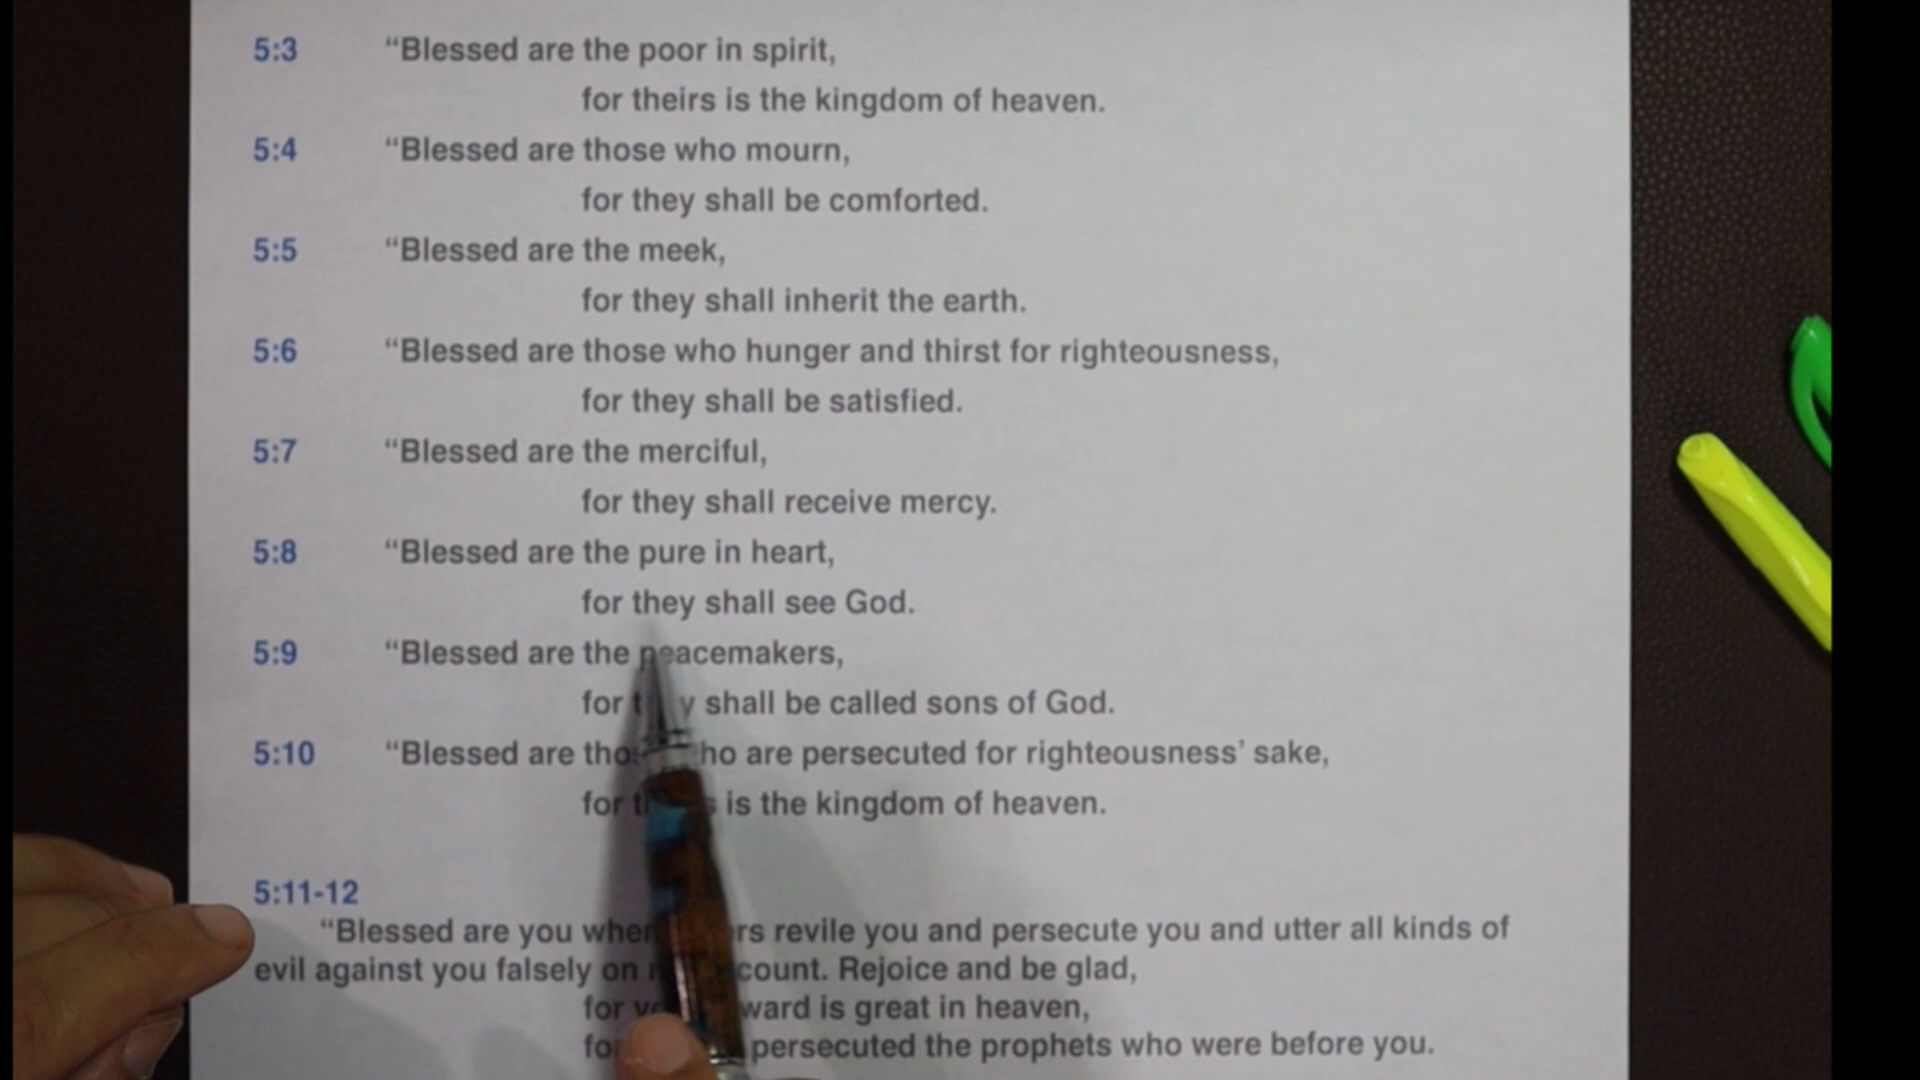 5:3 “Blessed are the poor in spirit,
for theirs is the kingdom of heaven.
5:4 “Blessed are those who mourn,
for they shall be comforted.
5:5 “Blessed are the meek,
for they shall inherit the earth.
5:6 “Blessed are those who hunger and thirst for righteousness,
for they shall be satisfied.
5:7 “Blessed are the merciful,
for they shall receive mercy.
5:8 “Blessed are the pure in heart,
for they shall see God.
5:9 “Blessed are the peacemakers,
for shall be called sons of God.
5:10 “Blessed are are persecuted for righteousness’ sake,
for is the kingdom of heaven.
5:11-12
“Blessed are you when revile you and persecute you and utter all kinds of
evil against you falsely on Rejoice and be glad,
for is great in heaven,
persecuted the prophets who were before you.